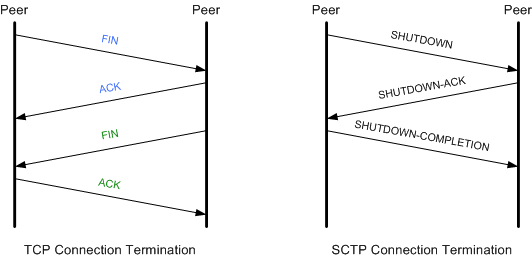 Peer Peer
FIN
ACK
FIN
ACK
TCP Connection Termination
Peer Peer
SHUTDOWN
SHUTDOWN-ACK
SHUTDOWN-COMPLETION
SCTP Connection Termination